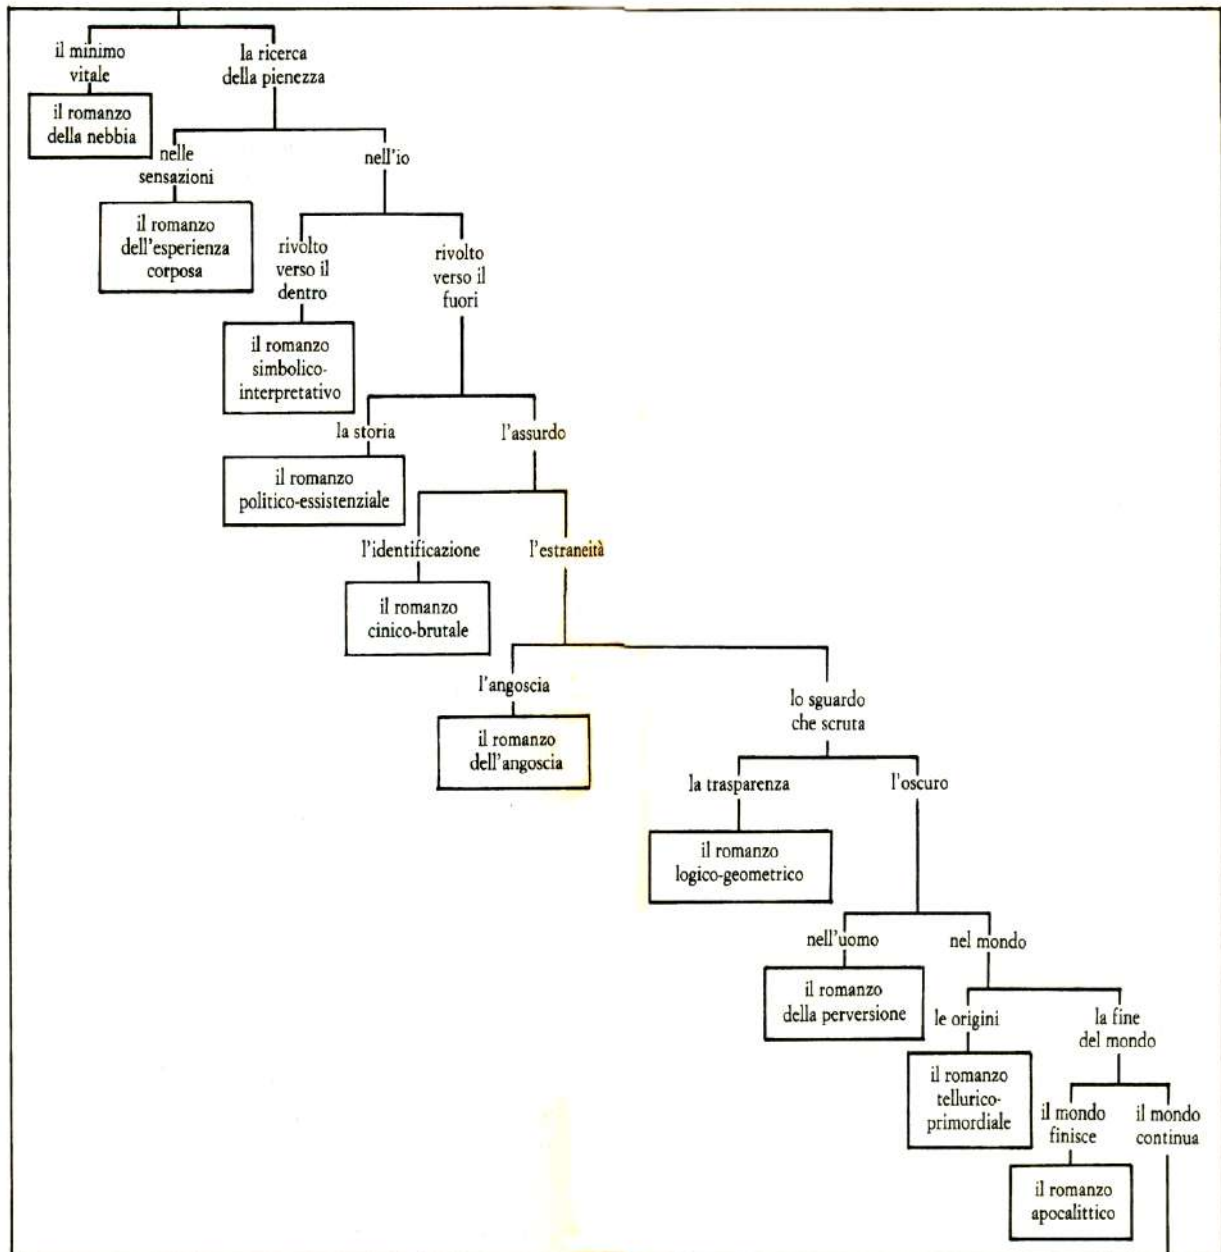 il minimo
vitale
la ricerca
della pienezza
il romanzo
della nebbia
nelle
sensazioni
nell'io
il romanzo
dell'esperienza
corposa
rivolto
verso il
dentro
rivolto
verso il
fuori
il romanzo
simbolico-
interpretativo
la storia
l'assurdo
il romanzo
politico-essistenziale
l'identificazione
l'estraneità
il romanzo
cinico-brutale
l'angoscia
lo sguardo
che scruta
il romanzo
dell'angoscia
la trasparenza
l'oscuro
il romanzo
logico-geometrico
nell'uomo
nel mondo
il romanzo
della perversione
le origini
la fine
del mondo
il romanzo
tellurico-
primordiale
il mondo
finisce
il mondo
continua
il romanzo
apocalittico